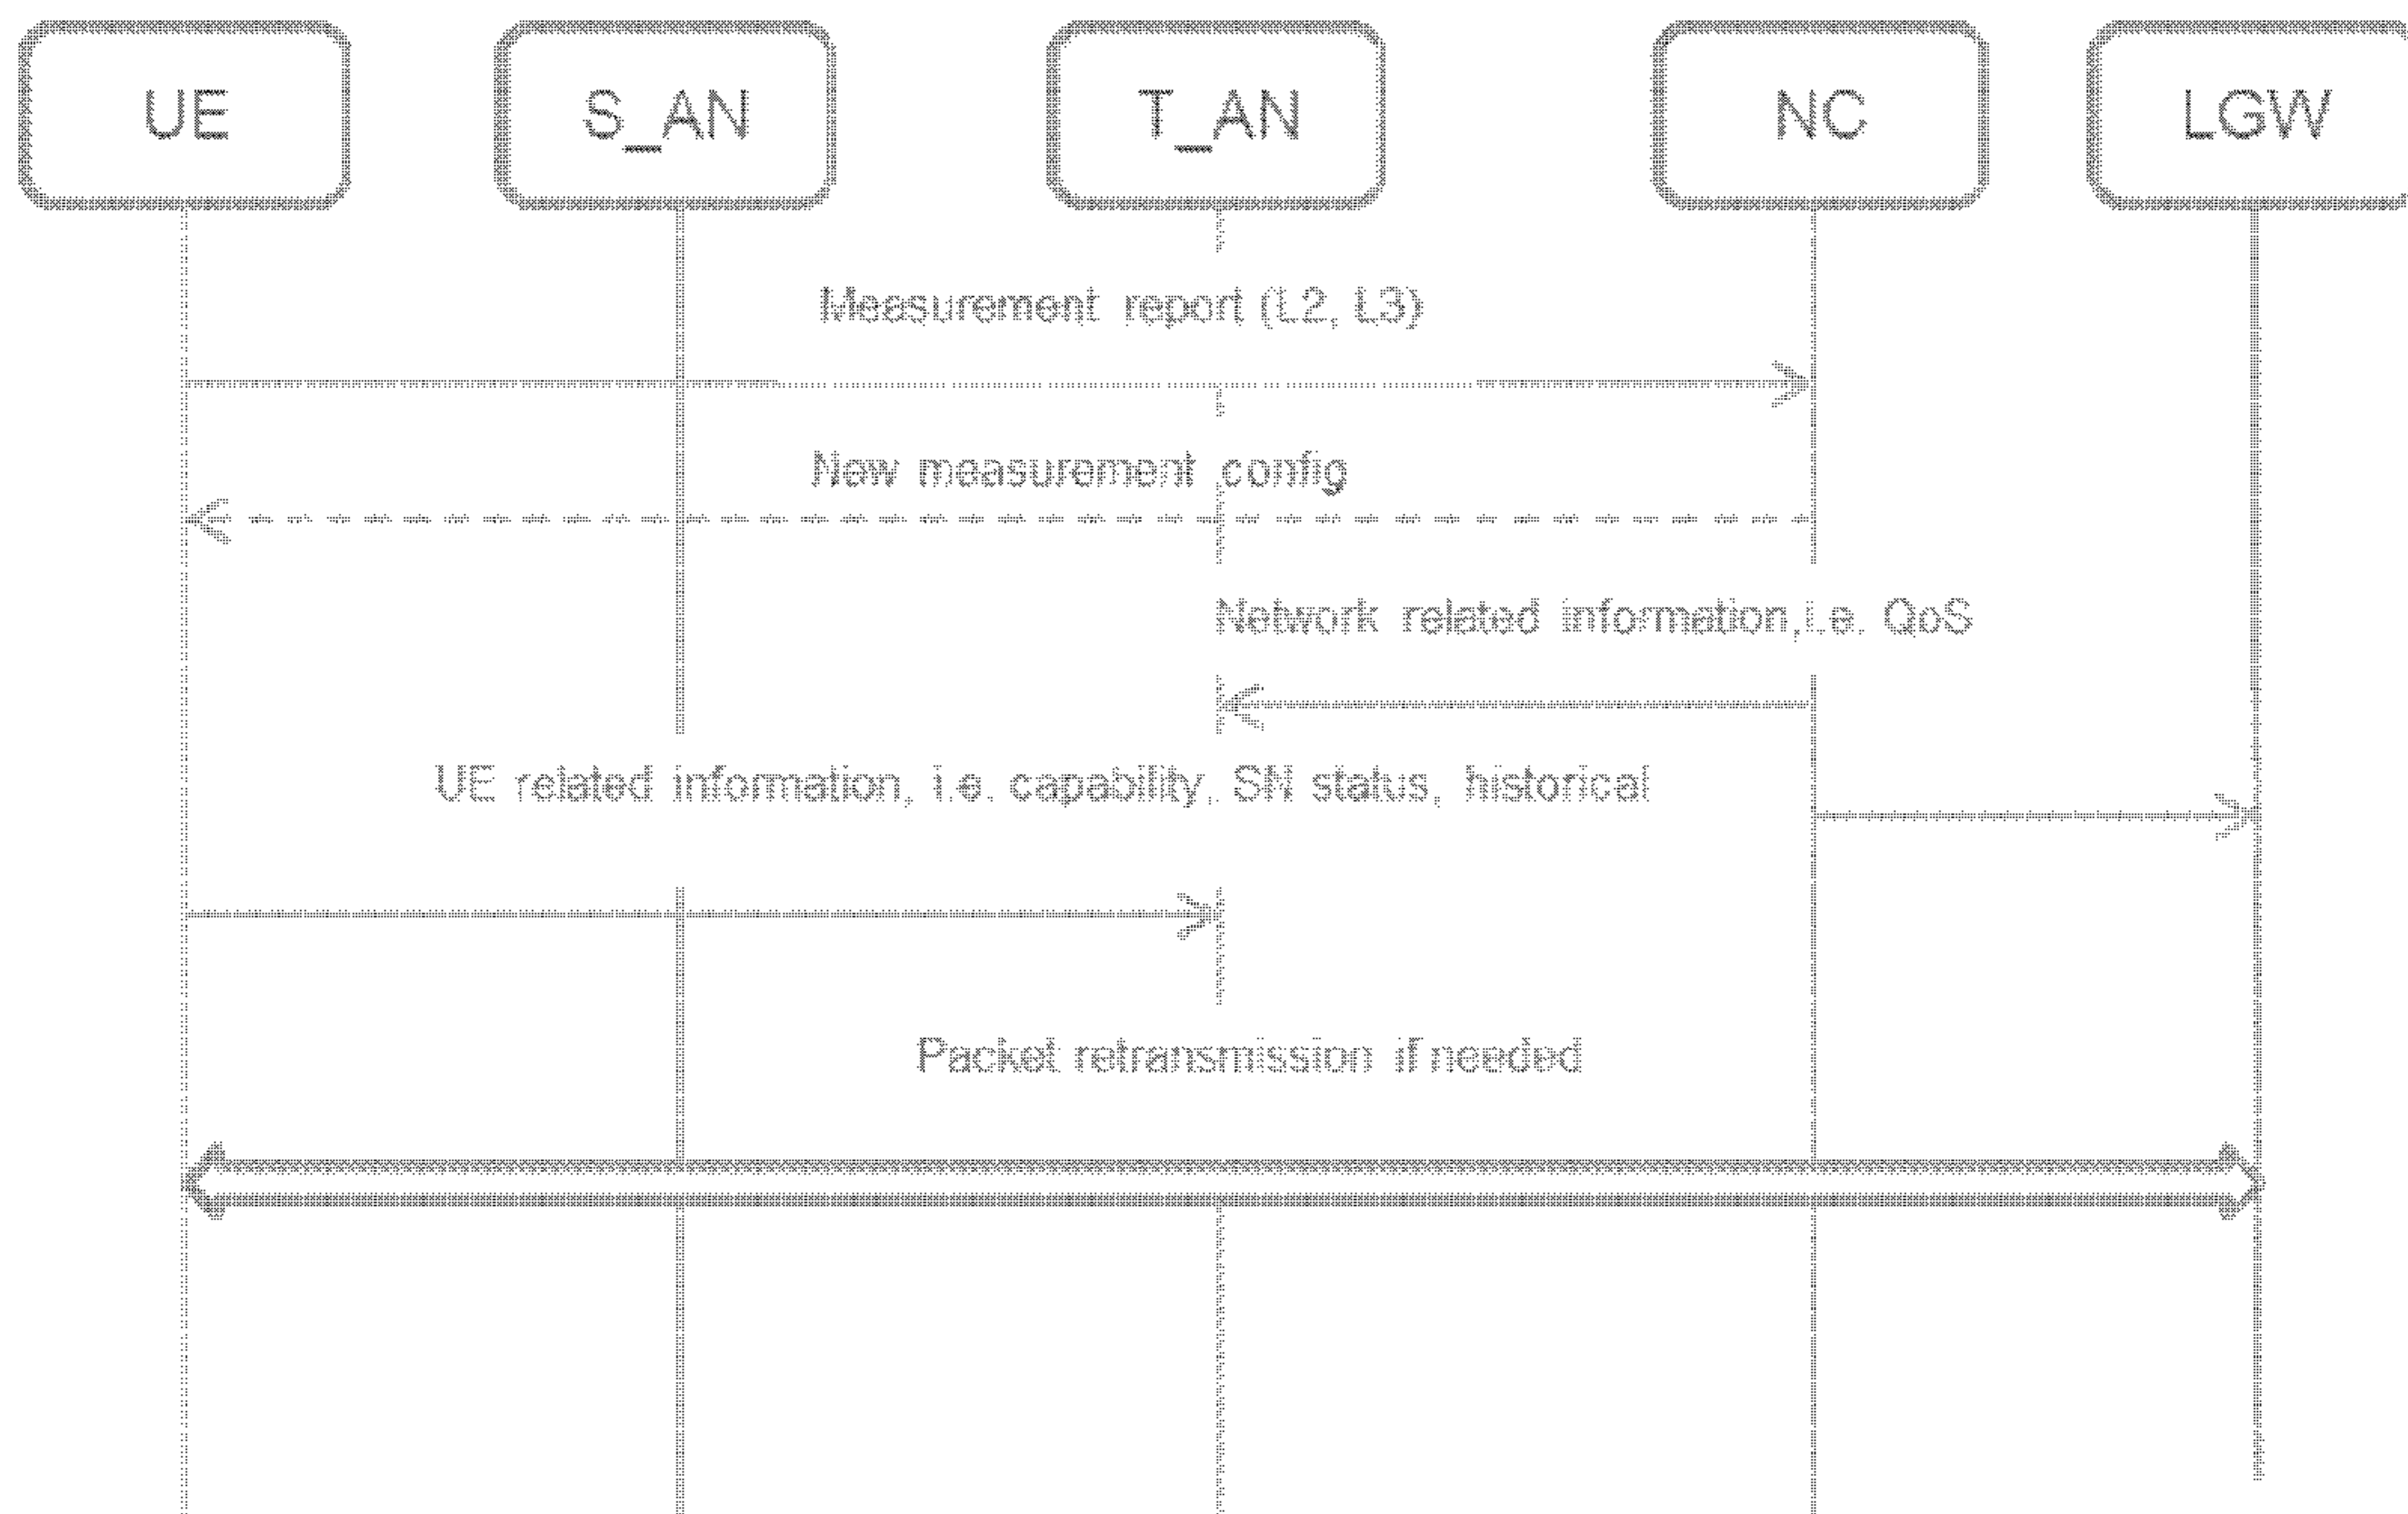 UE
S_AN
T_AN
NC
LGW
Measurement report (L2, L3)
New measurement config
Network related information,i.e. QoS
UE related information, i.e. capability, SN status, historical
Packet retransmission if needed